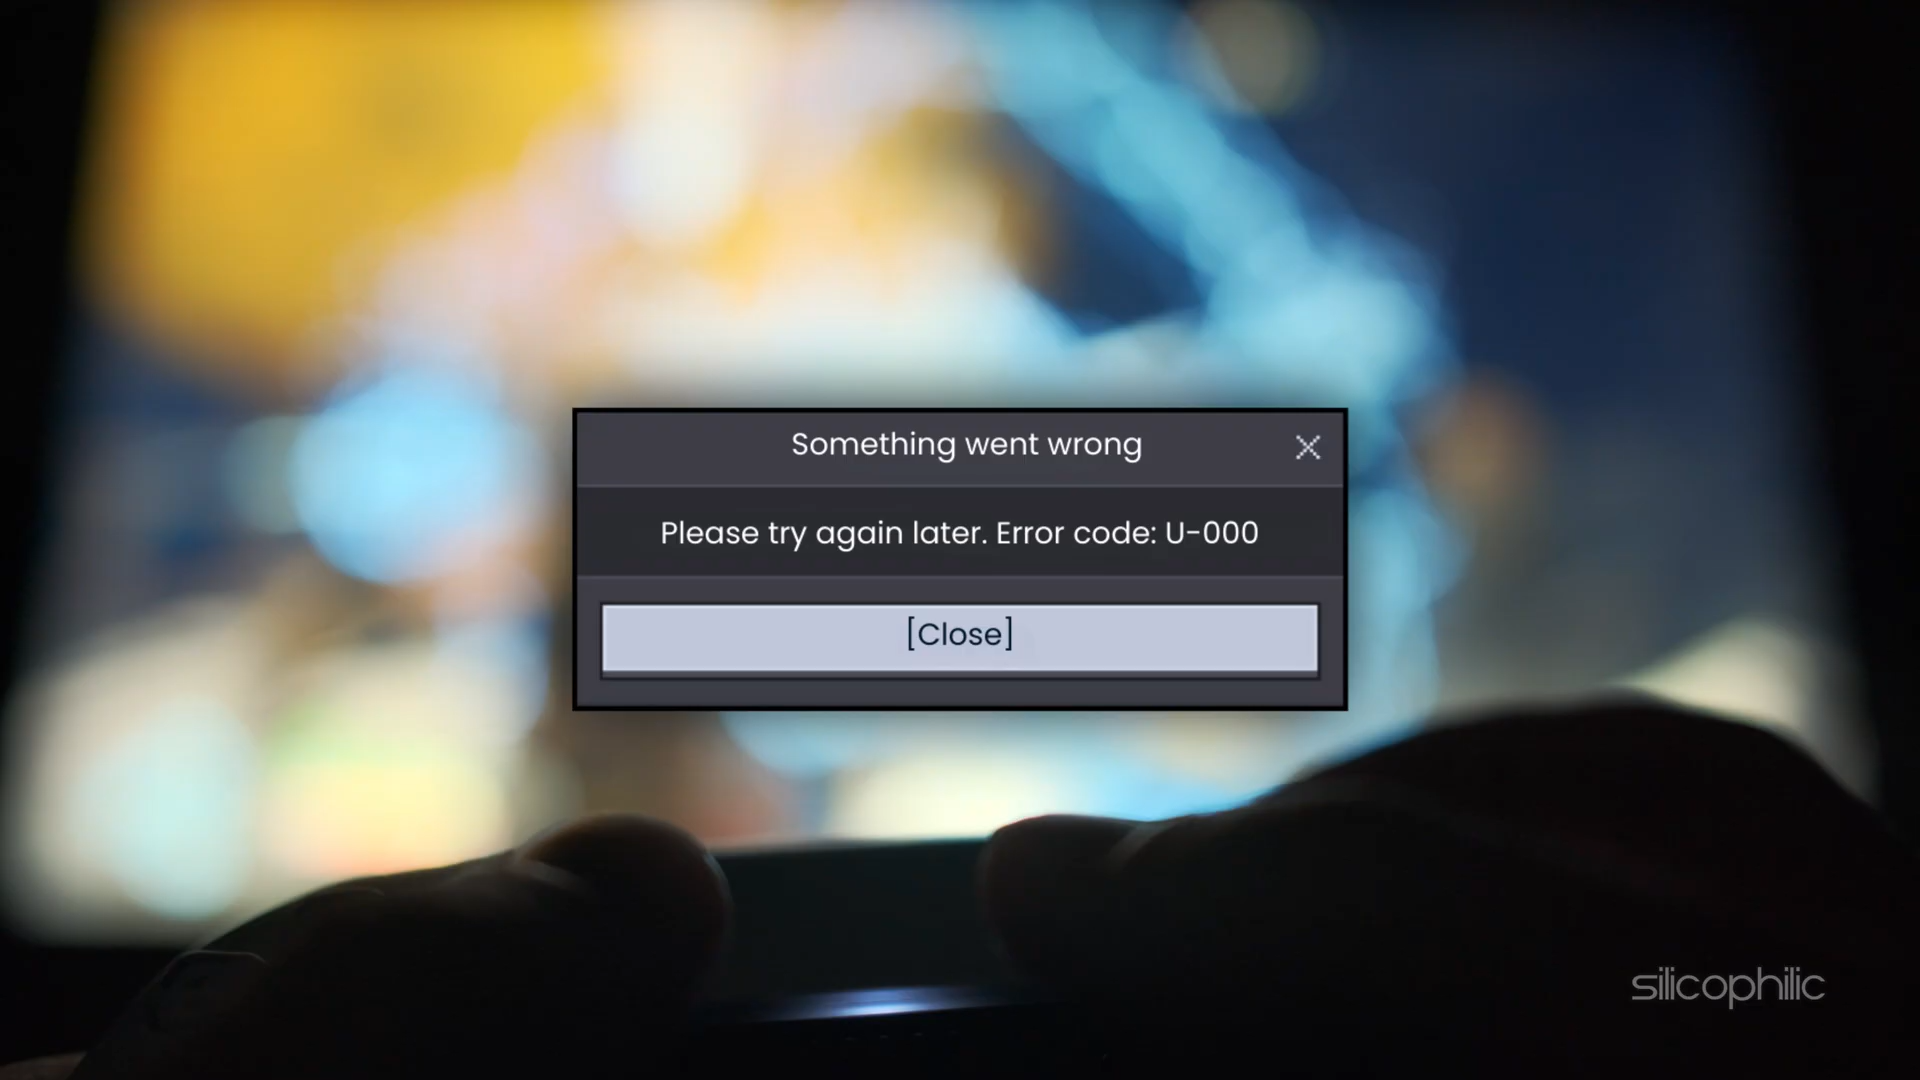 Something went wrong
Please try again later. Error code: U-000
[Close]
silicophilic